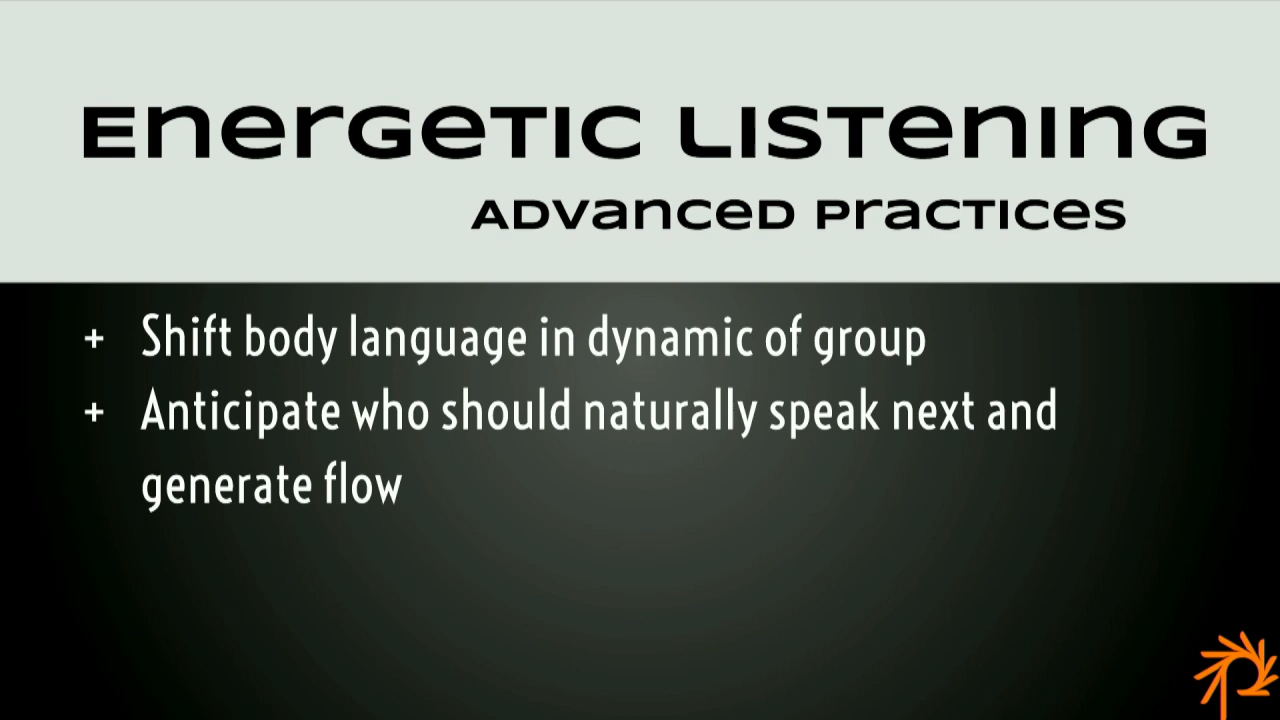 Energetic Listening
Advanced Practices
+ Shift body language in dynamic of group
+ Anticipate who should naturally speak next and
generate flow